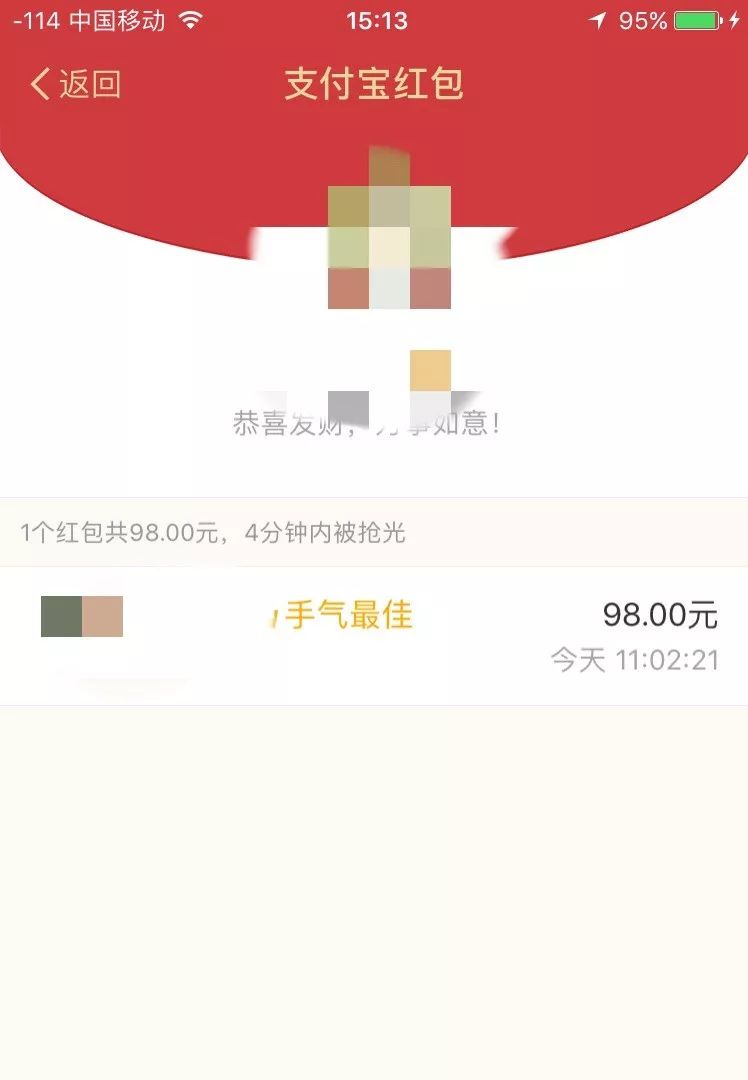 -114 中国移动 15:13 95%
返回 支付宝红包
恭喜发财，万事如意！
1个红包共98.00元，4分钟内被抢光
手气最佳 98.00元
今天 11:02:21